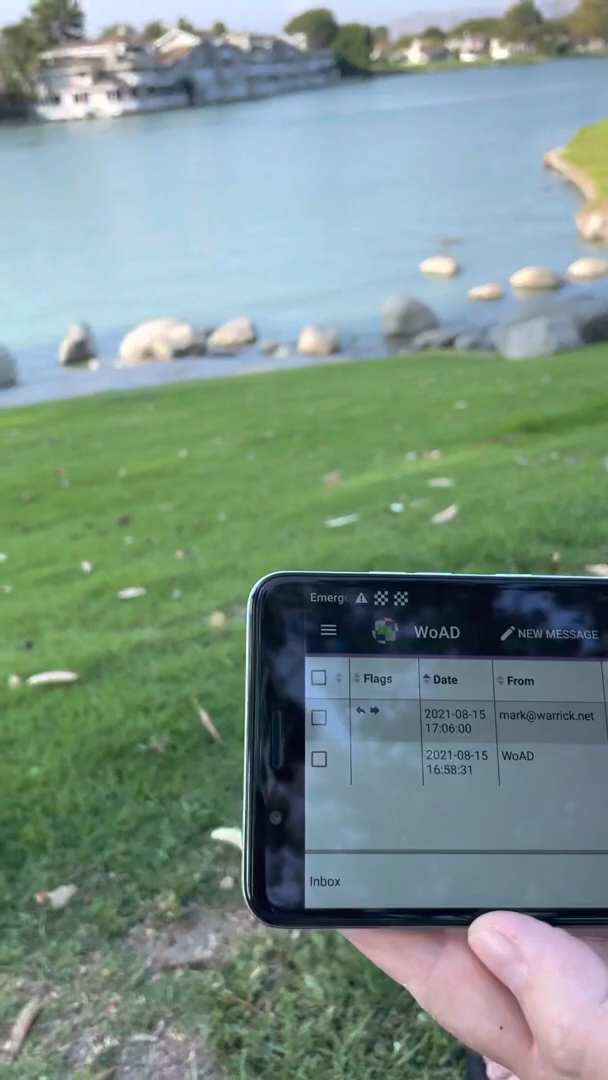 Emerg
WoAD
NEW MESSAGE
Flags Date From
2021-08-15 17:06:00 mark@warrick.net
2021-08-15 16:58:31 WoAD
Inbox